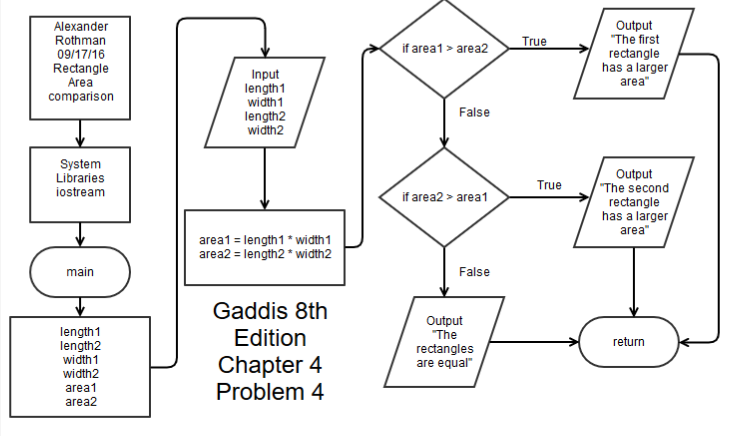 Alexander
Rothman
09/17/16
Rectangle
Area
comparison
System
Libraries
iostream
main
length1
length2
width1
width2
area1
area2
Input
length1
width1
length2
width2
area1 = length1 * width1
area2 = length2 * width2
Gaddis 8th
Edition
Chapter 4
Problem 4
if area1 > area2
True
False
Output
"The first
rectangle
has a larger
area"
if area2 > area1
True
False
Output
"The second
rectangle
has a larger
area"
Output
"The
rectangles
are equal"
return